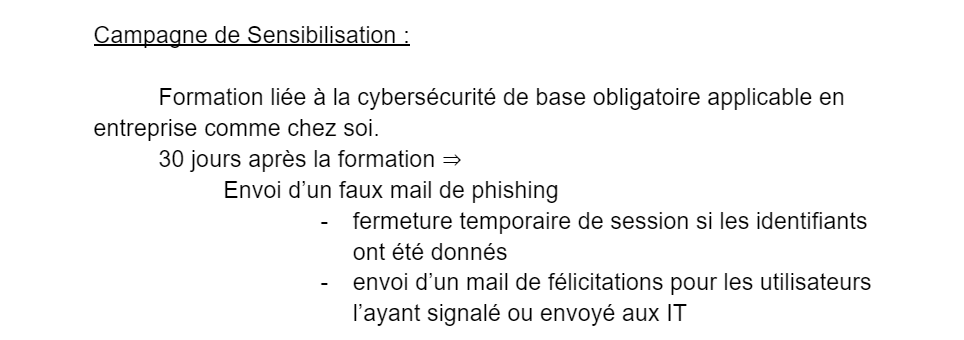 Campagne de Sensibilisation :
Formation liée à la cybersécurité de base obligatoire applicable en
entreprise comme chez soi.
30 jours après la formation ⇒
Envoi d’un faux mail de phishing
- fermeture temporaire de session si les identifiants
ont été donnés
- envoi d’un mail de félicitations pour les utilisateurs
l’ayant signalé ou envoyé aux IT